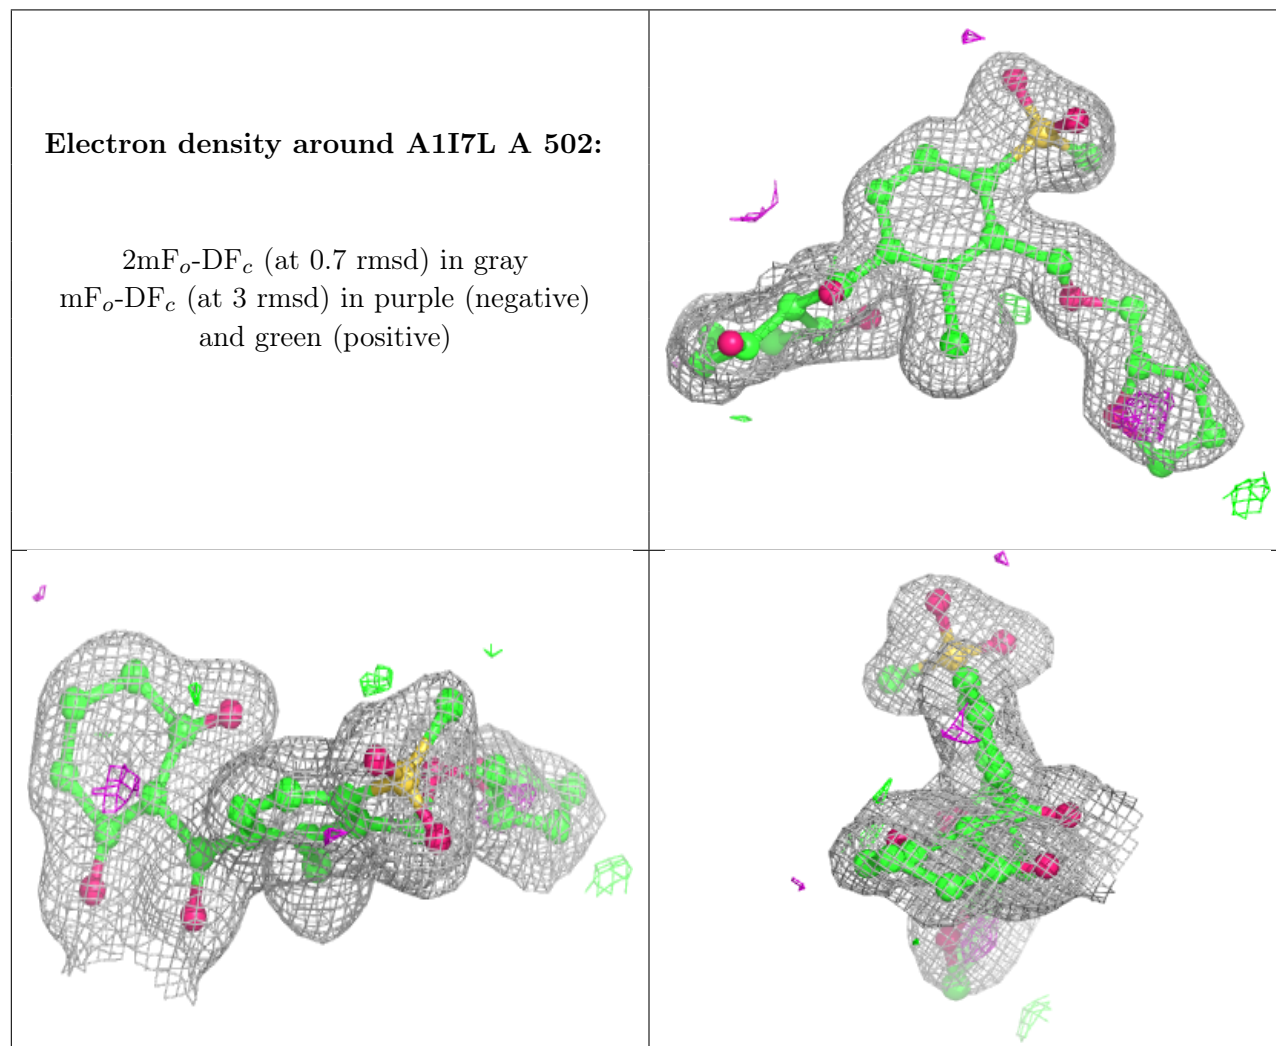 Electron density around A1I7L A 502:
2mFo-DFc (at 0.7 rmsd) in gray
mFo-DFc (at 3 rmsd) in purple (negative)
and green (positive)